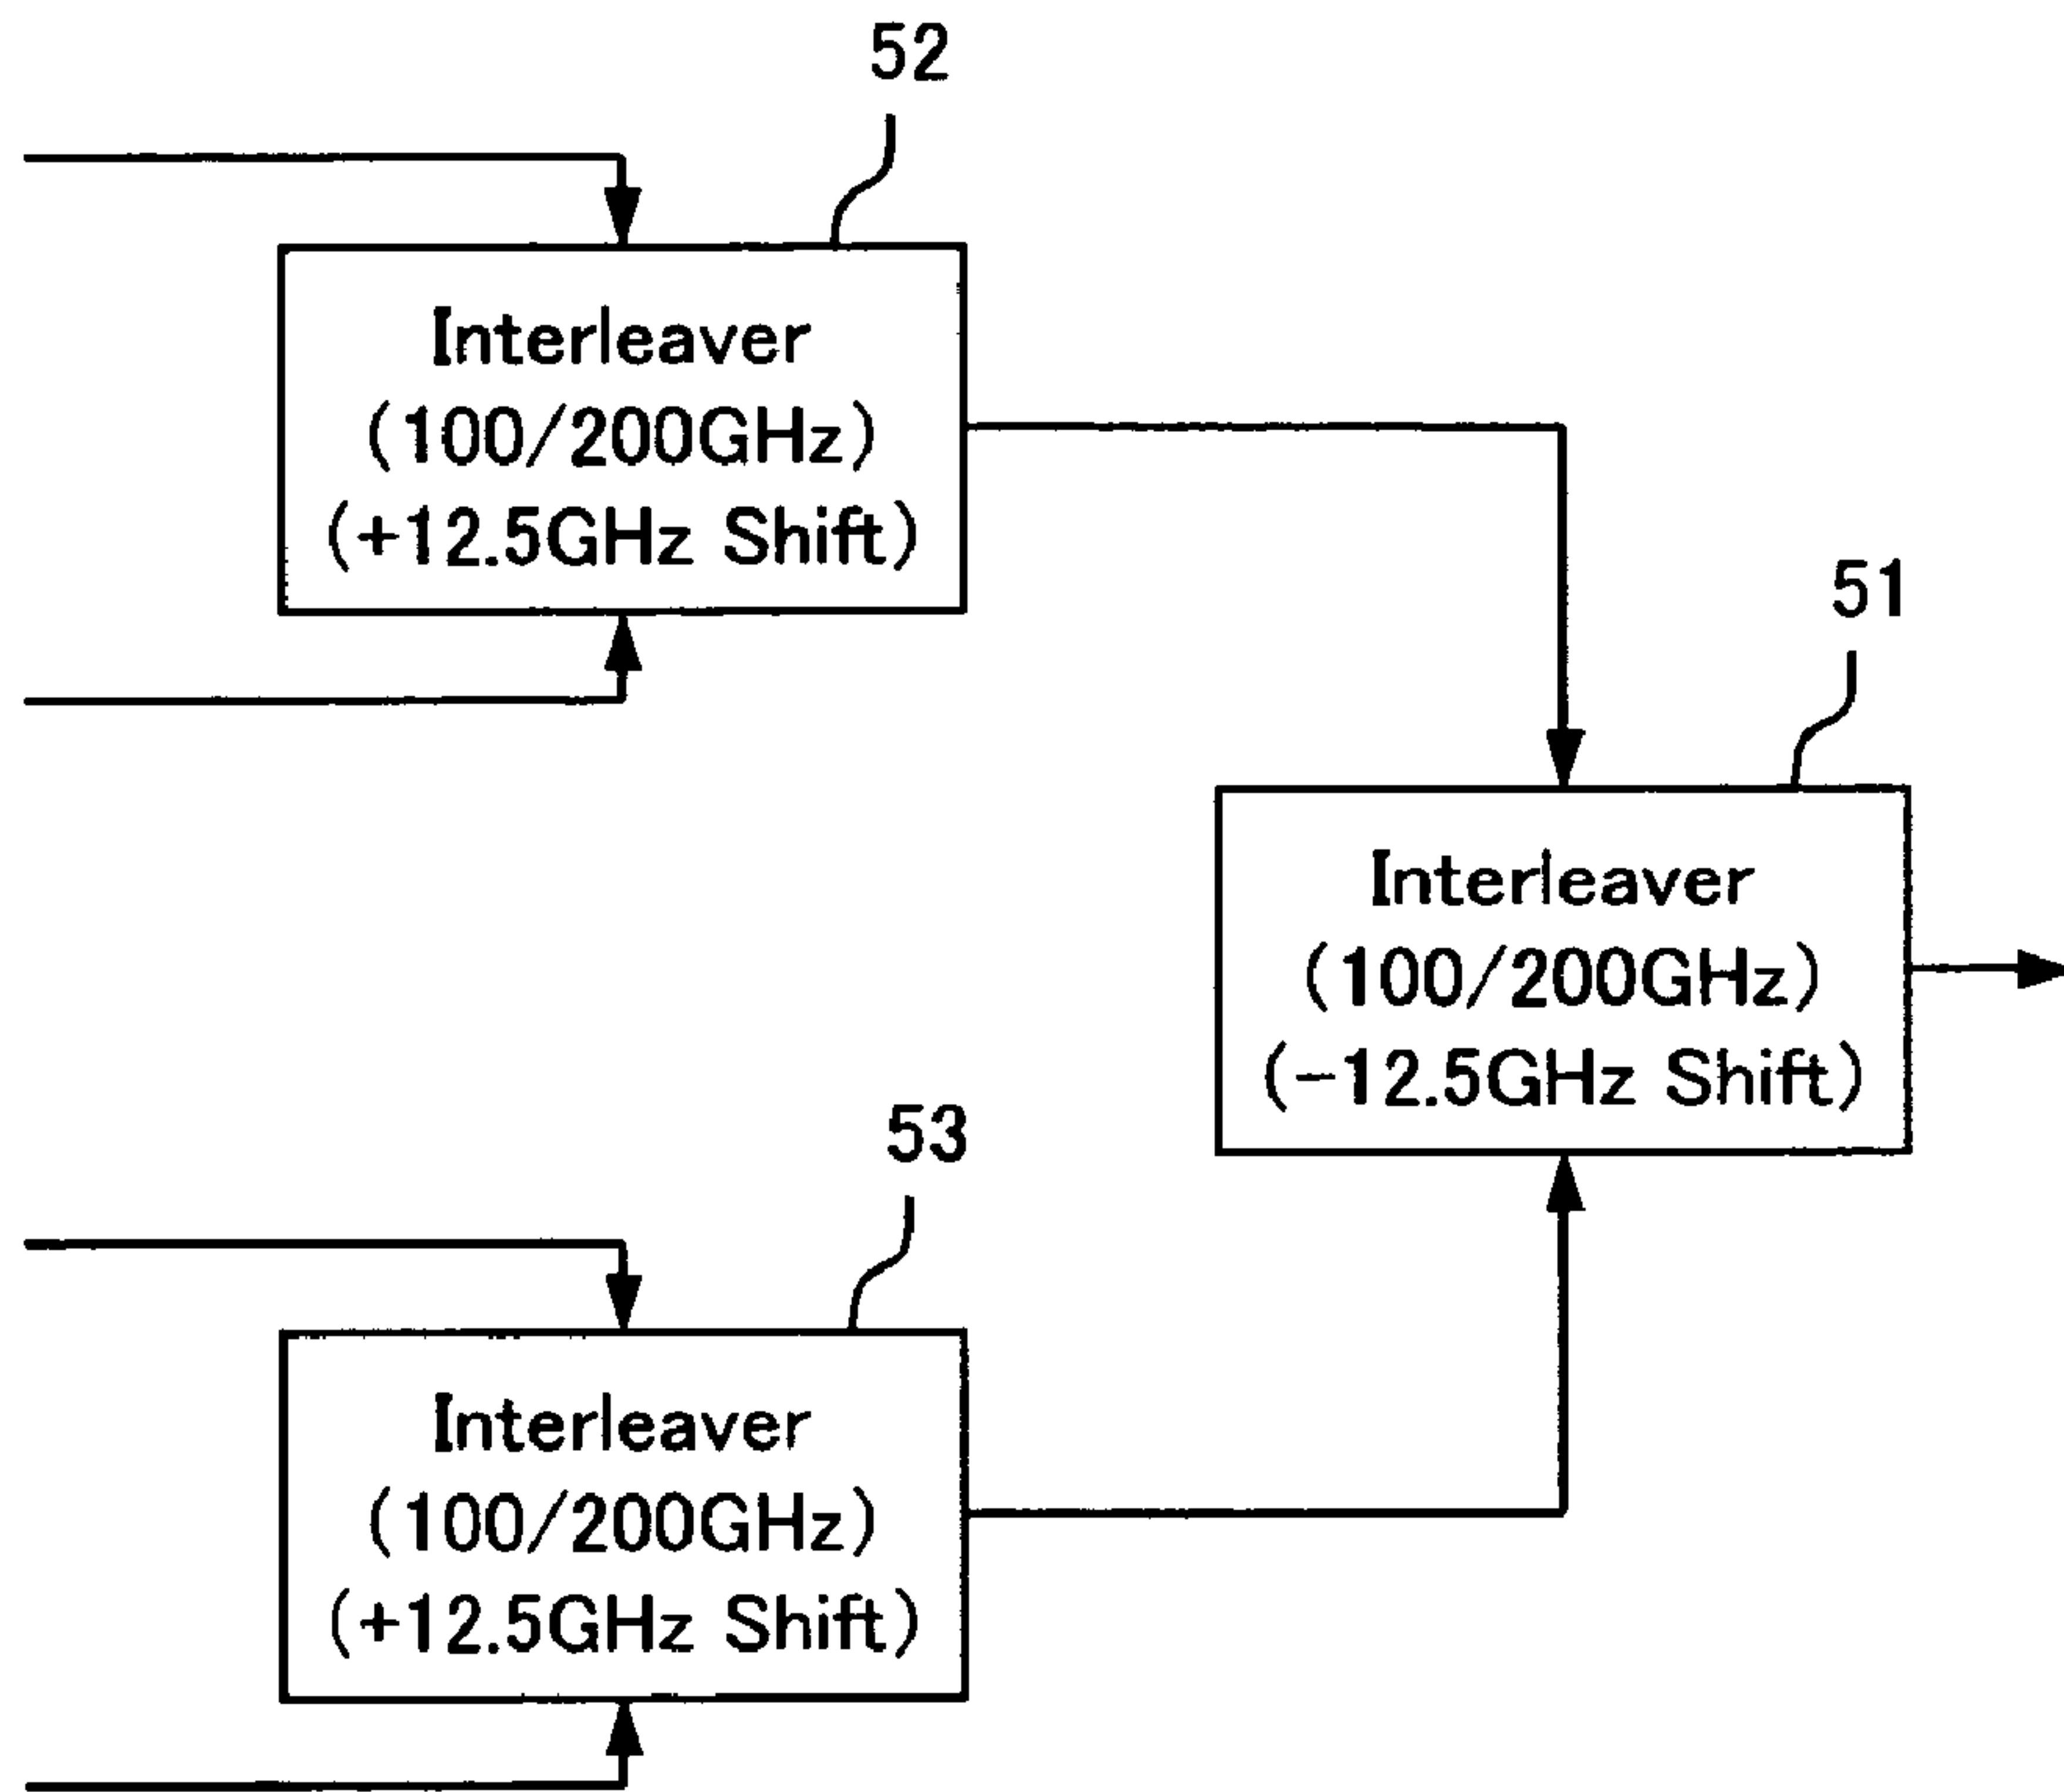 52
Interleaver
(100/200GHz)
(+12.5GHz Shift)
51
Interleaver
(100/200GHz)
(-12.5GHz Shift)
53
Interleaver
(100/200GHz)
(+12.5GHz Shift)